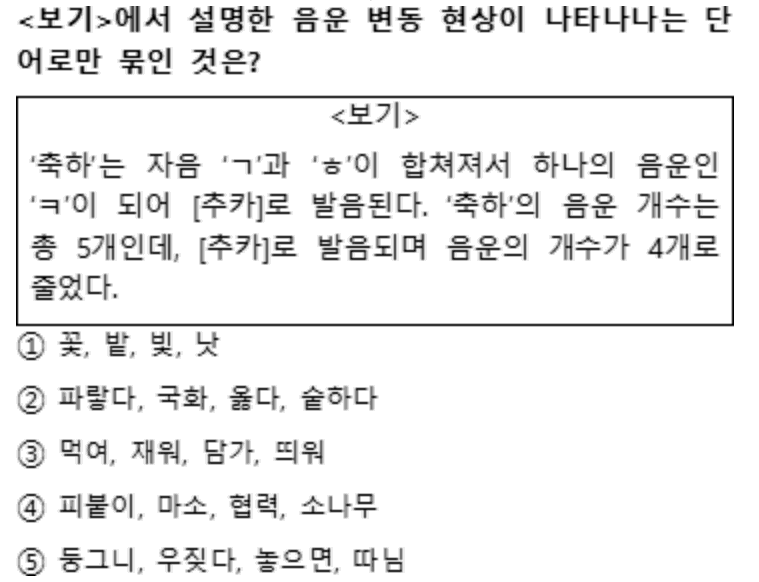 <보기>에서 설명한 음운 변동 현상이 나타나나는 단
어로만 묶인 것은?
<보기>
'축하'는 자음 'ㄱ'과 'ㅎ'이 합쳐져서 하나의 음운인
'ㅋ'이 되어 [추카]로 발음된다. '축하'의 음운 개수는
총 5개인데, [추카]로 발음되며 음운의 개수가 4개로
줄었다.
① 꽃, 밭, 빛, 낫
② 파랗다, 국화, 옳다, 숱하다
③ 먹여, 재워, 담가, 띄워
④ 피붙이, 마소, 협력, 소나무
⑤ 둥그니, 우짖다, 놓으면, 따님